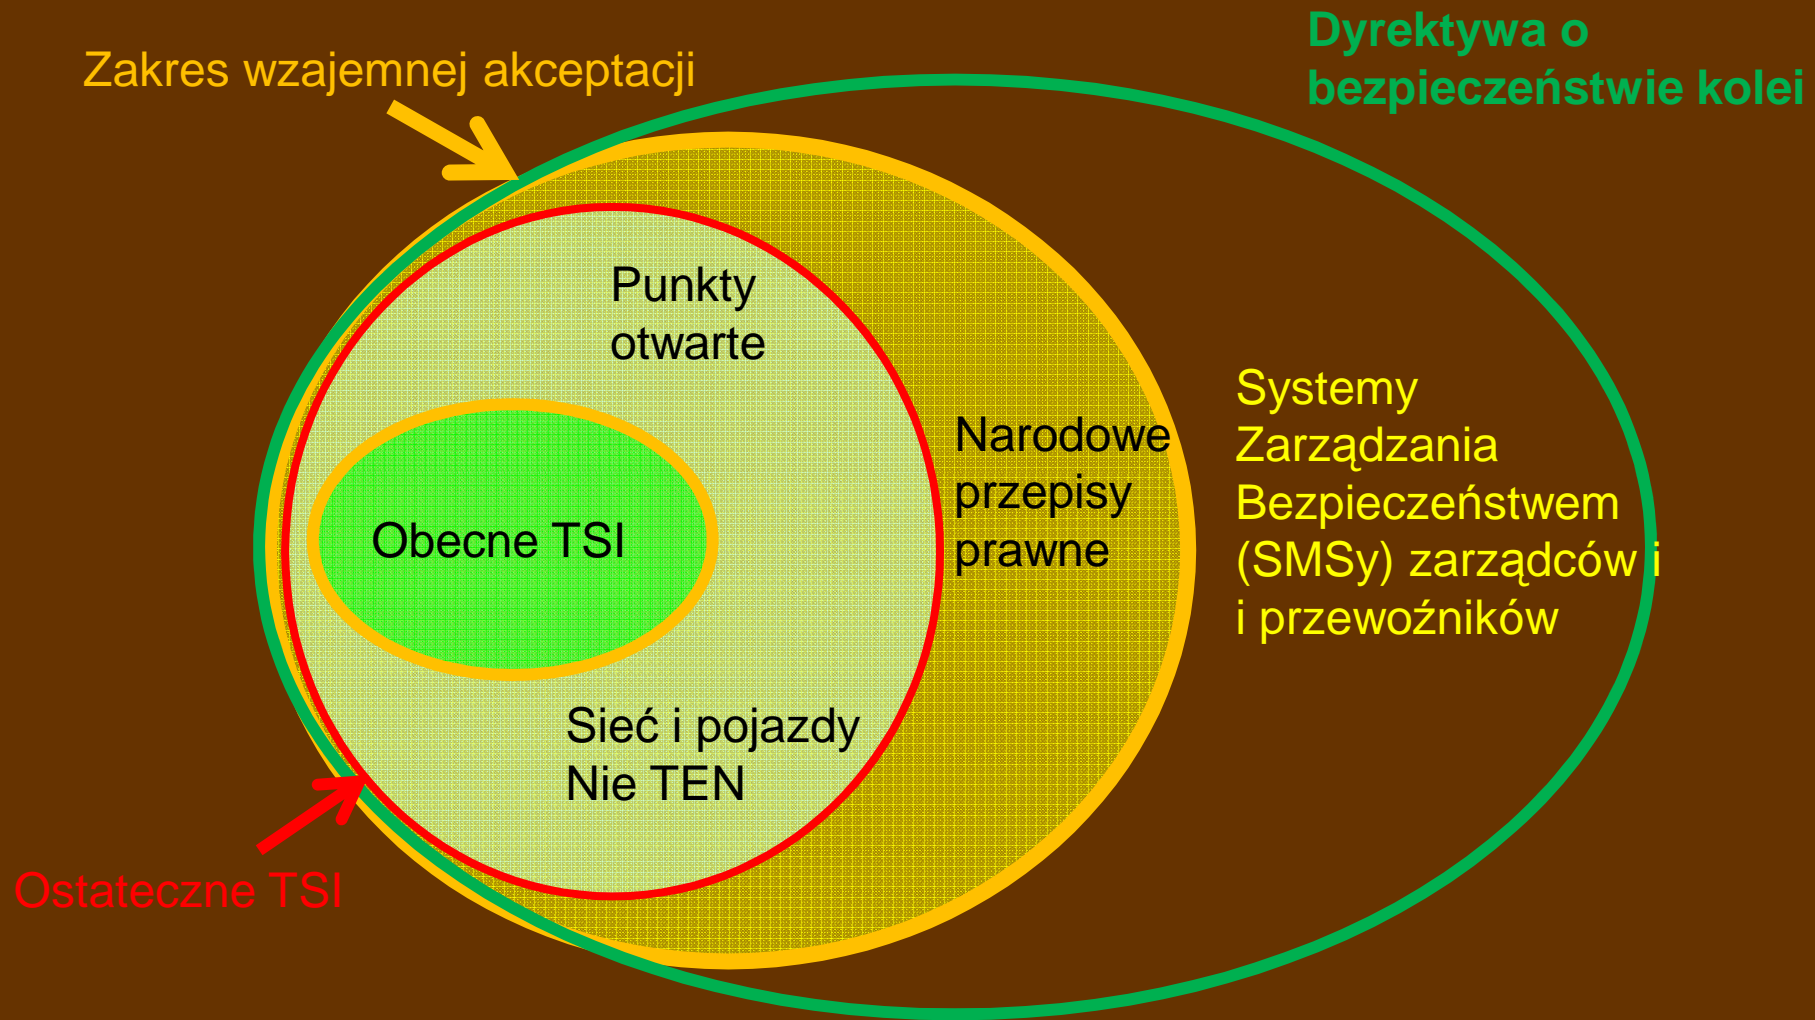 Dyrektywa o
bezpieczeństwie kolei
Zakres wzajemnej akceptacji
Punkty
otwarte
Obecne TSI
Narodowe
przepisy
prawne
Systemy
Zarządzania
Bezpieczeństwem
(SMSy) zarządców i
i przewoźników
Sieć i pojazdy
Nie TEN
Ostateczne TSI